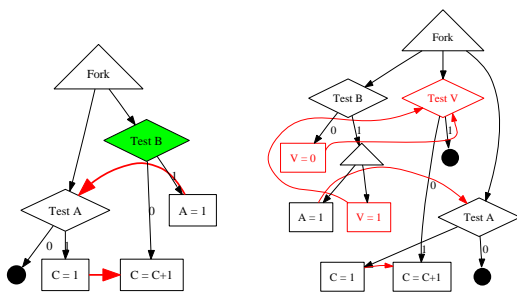 Fork
Test B
0
1
Test A
A = 1
0
1
C = 1
C = C+1
Fork
Test B
Test V
0
1
1
V = 0
0
A = 1
V = 1
Test A
1
0
C = 1
C = C+1